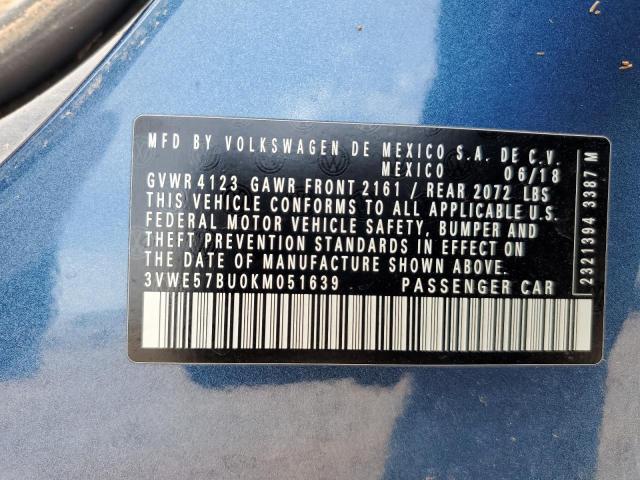 MFD BY VOLKSWAGEN DE MEXICO S.A. DE C.V.
MEXICO 06/18
GVWR 4123 GAWR FRONT 2161 / REAR 2072 LBS
THIS VEHICLE CONFORMS TO ALL APPLICABLE U.S.
FEDERAL MOTOR VEHICLE SAFETY, BUMPER AND
THEFT PREVENTION STANDARDS IN EFFECT ON
THE DATE OF MANUFACTURE SHOWN ABOVE.
3VWE57BU0KM051639 PASSENGER CAR
2321394 3387 M